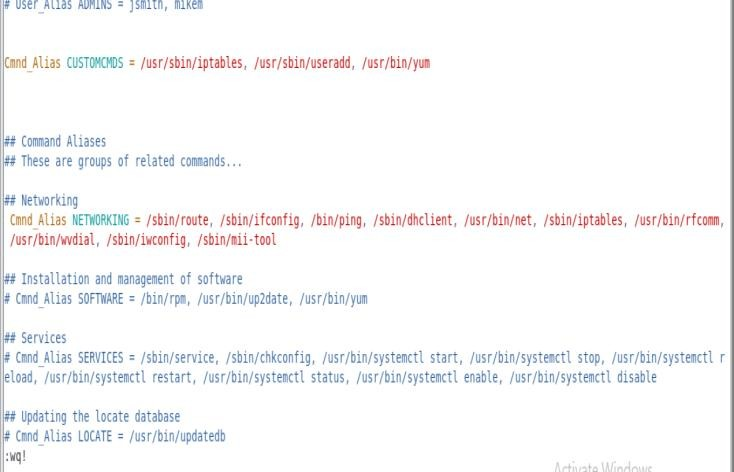 # User_Alias ADMINS = jsmith, mikem
Cmnd_Alias CUSTOMCMDS = /usr/sbin/iptables, /usr/sbin/useradd, /usr/bin/yum
## Command Aliases
## These are groups of related commands...
## Networking
Cmnd_Alias NETWORKING = /sbin/route, /sbin/ifconfig, /bin/ping, /sbin/dhclient, /usr/bin/net, /sbin/iptables, /usr/bin/rfcomm,
/usr/bin/wvdial, /sbin/iwconfig, /sbin/mii-tool
## Installation and management of software
# Cmnd_Alias SOFTWARE = /bin/rpm, /usr/bin/up2date, /usr/bin/yum
## Services
# Cmnd_Alias SERVICES = /sbin/service, /sbin/chkconfig, /usr/bin/systemctl start, /usr/bin/systemctl stop, /usr/bin/systemctl r
eload, /usr/bin/systemctl restart, /usr/bin/systemctl status, /usr/bin/systemctl enable, /usr/bin/systemctl disable
## Updating the locate database
# Cmnd_Alias LOCATE = /usr/bin/updatedb
:wq!
Activate Windows